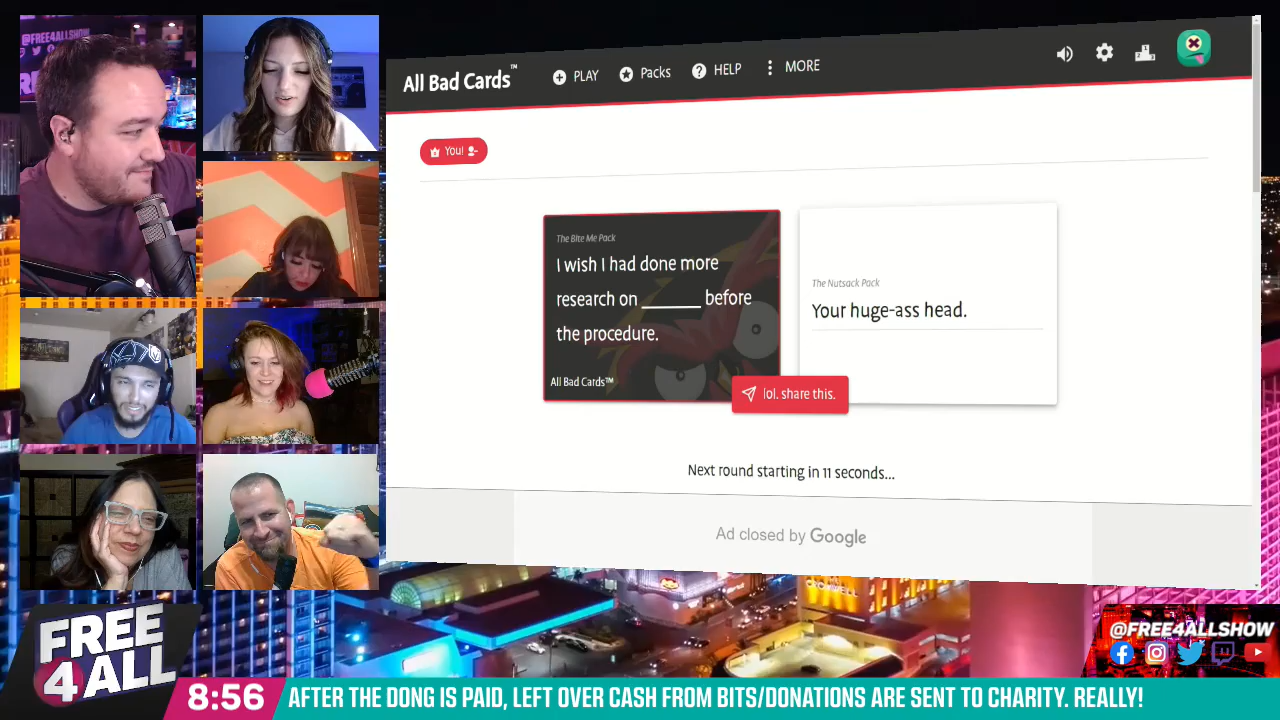 All Bad Cards™
PLAY
Packs
HELP
MORE
You!
The Bite Me Pack
I wish I had done more
research on ______ before
the procedure.
All Bad Cards™
The Nutsack Pack
Your huge-ass head.
lol. share this.
Next round starting in 11 seconds...
Ad closed by Google
CROMWELL
FREE
4 ALL
@FREE4ALLSHOW
8:56
AFTER THE DONG IS PAID, LEFT OVER CASH FROM BITS/DONATIONS ARE SENT TO CHARITY. REALLY!